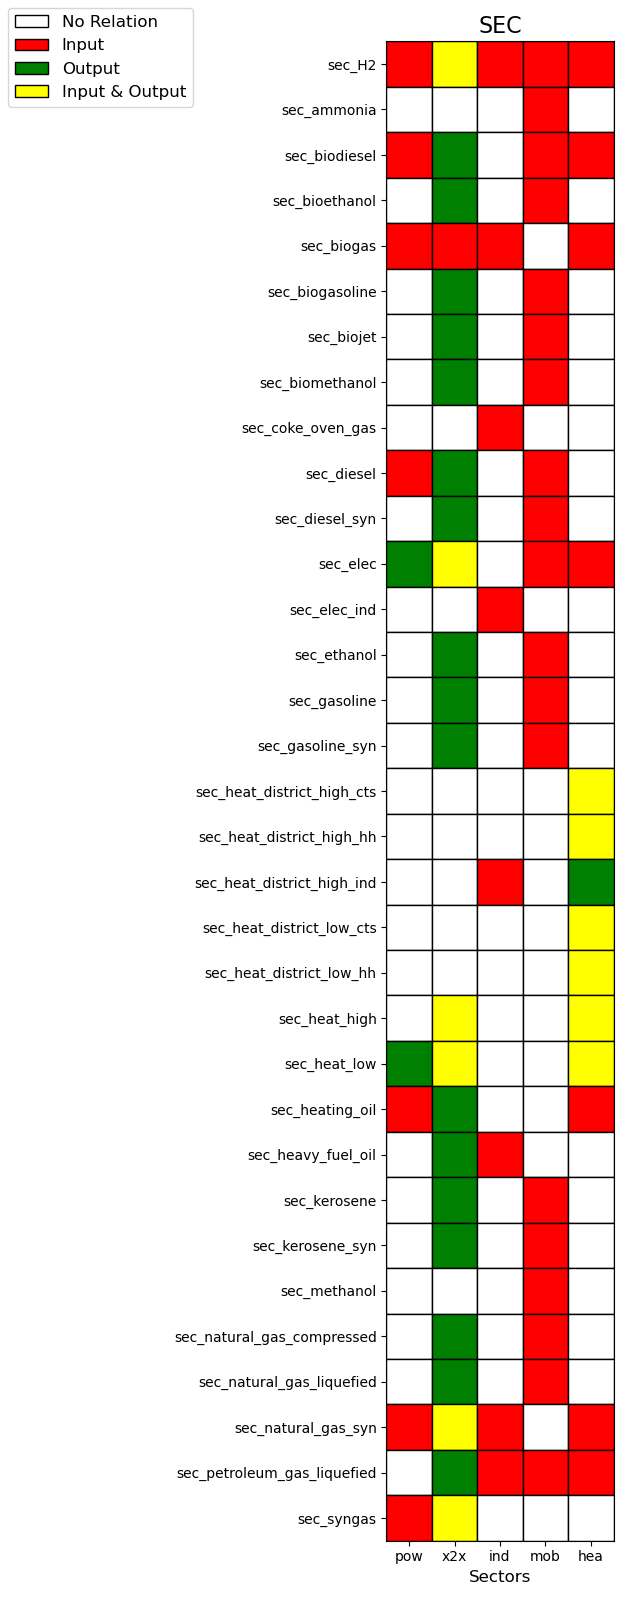 No Relation
Input
Output
Input & Output
SEC
sec_H2
sec_ammonia
sec_biodiesel
sec_bioethanol
sec_biogas
sec_biogasoline
sec_biojet
sec_biomethanol
sec_coke_oven_gas
sec_diesel
sec_diesel_syn
sec_elec
sec_elec_ind
sec_ethanol
sec_gasoline
sec_gasoline_syn
sec_heat_district_high_cts
sec_heat_district_high_hh
sec_heat_district_high_ind
sec_heat_district_low_cts
sec_heat_district_low_hh
sec_heat_high
sec_heat_low
sec_heating_oil
sec_heavy_fuel_oil
sec_kerosene
sec_kerosene_syn
sec_methanol
sec_natural_gas_compressed
sec_natural_gas_liquefied
sec_natural_gas_syn
sec_petroleum_gas_liquefied
sec_syngas
pow x2x ind mob hea
Sectors